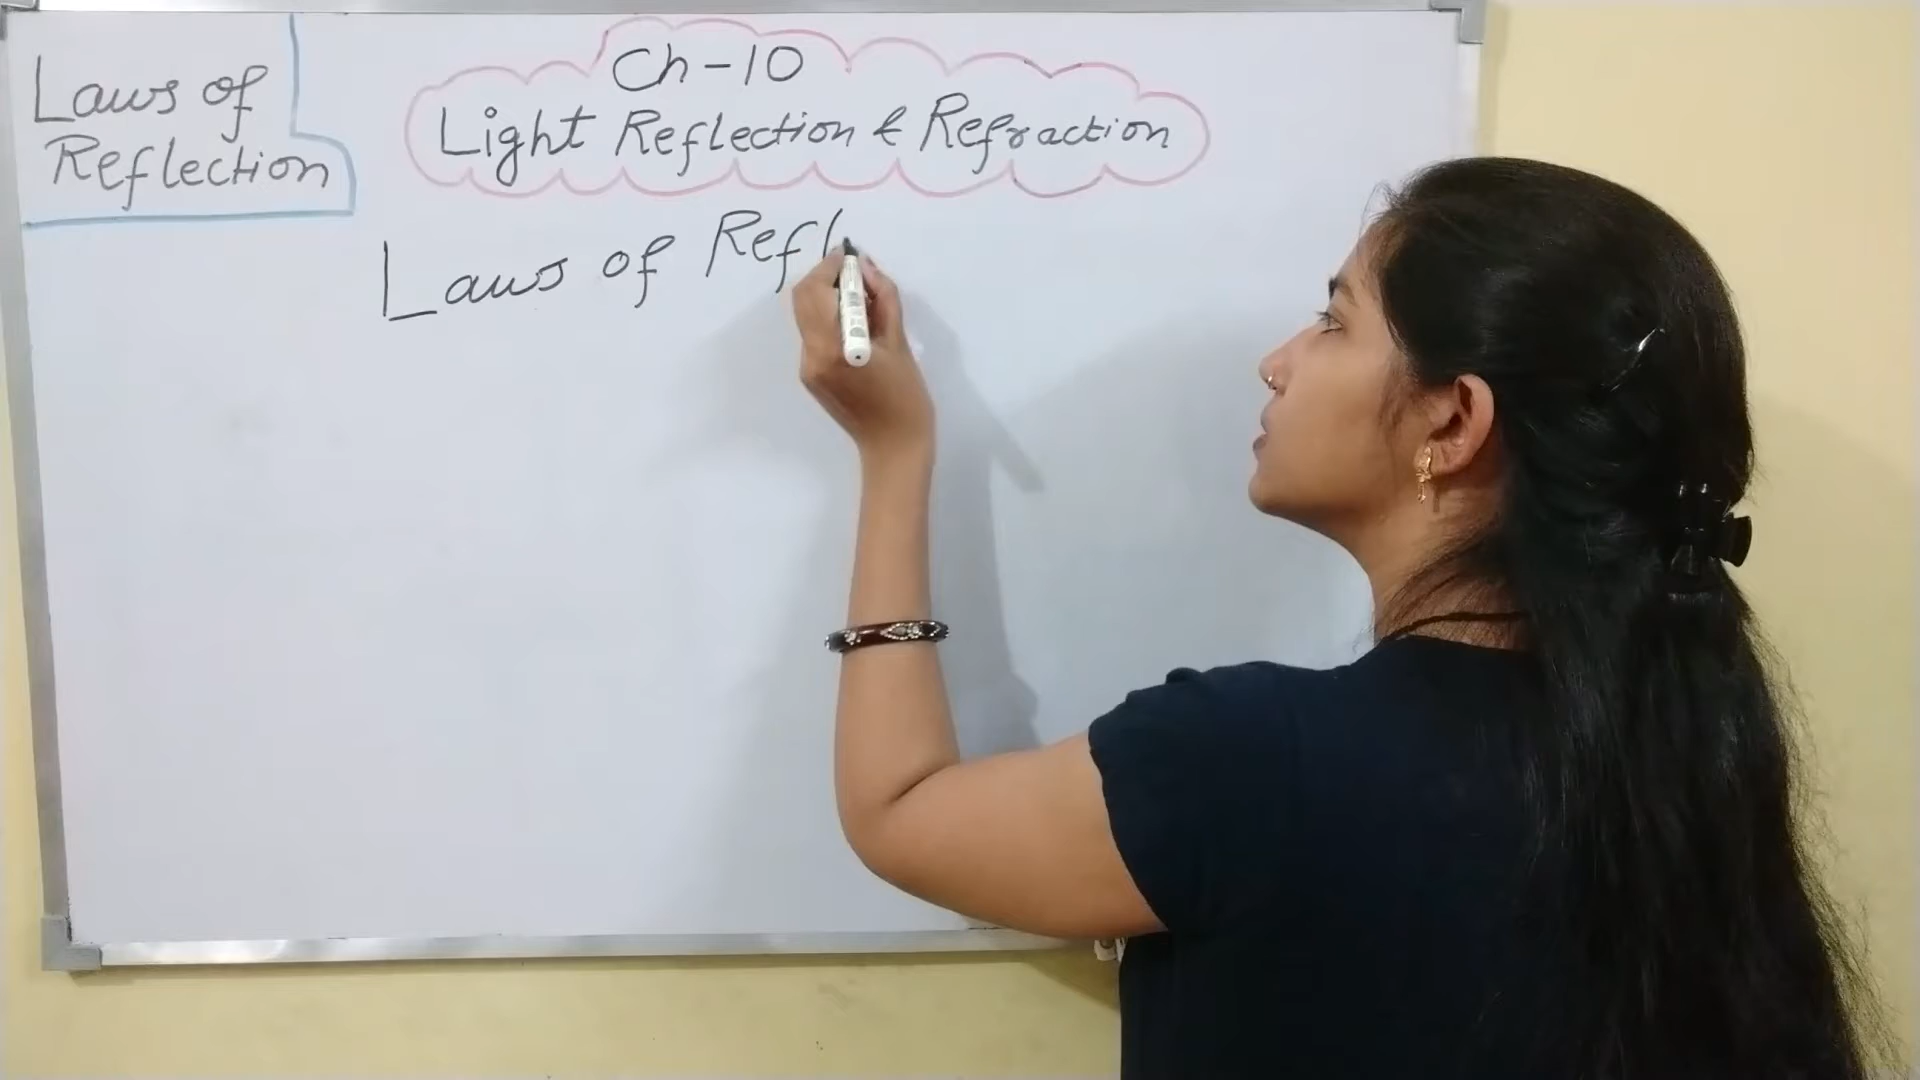 Laws of
Reflection
Ch-10
Light Reflection & Refraction
Laws of Refl